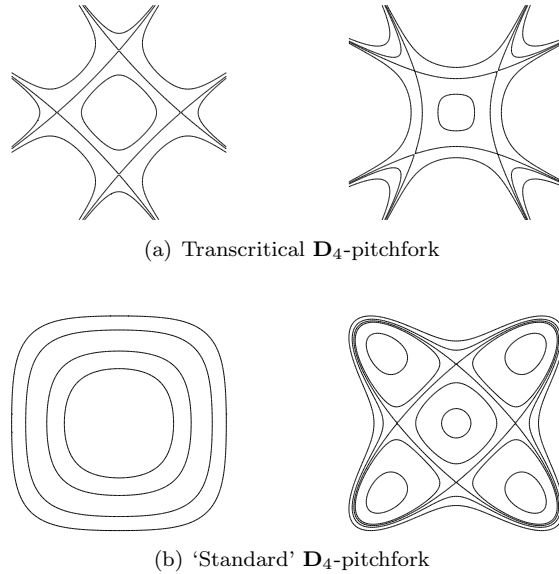 (a) Transcritical D₄-pitchfork
(b) ‘Standard’ D₄-pitchfork